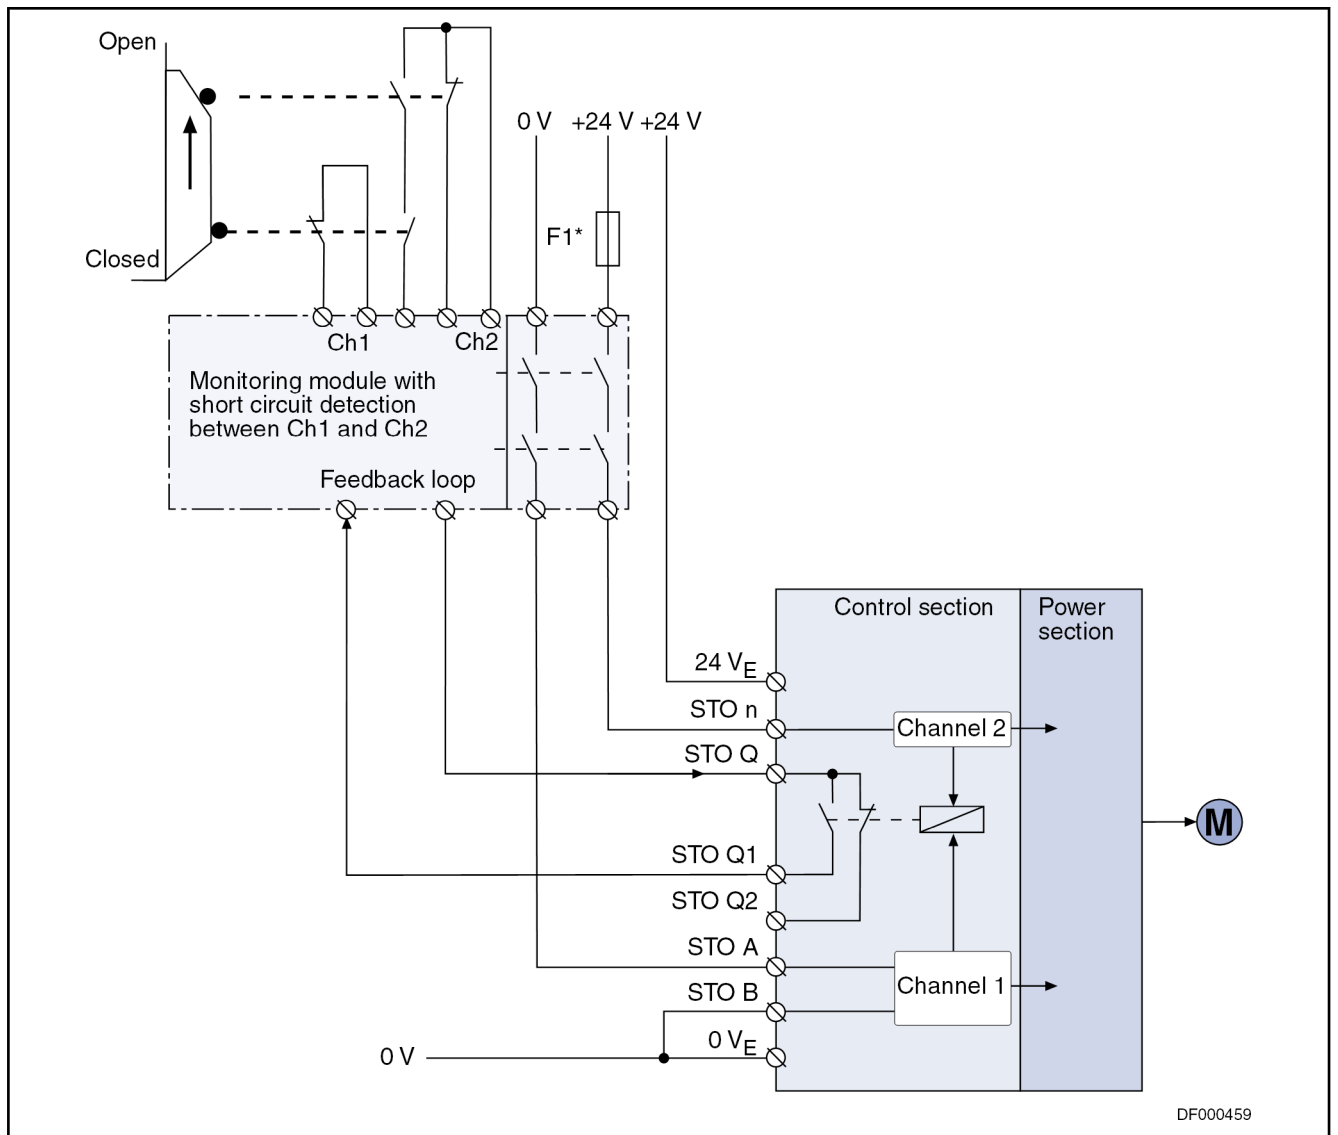 Open
0 V
+24 V
+24 V
F1*
Closed
Ch1
Ch2
Monitoring module with
short circuit detection
between Ch1 and Ch2
Feedback loop
Control section
Power
section
24 VE
STO n
Channel 2
STO Q
M
STO Q1
STO Q2
STO A
Channel 1
STO B
0 VE
0 V
DF000459